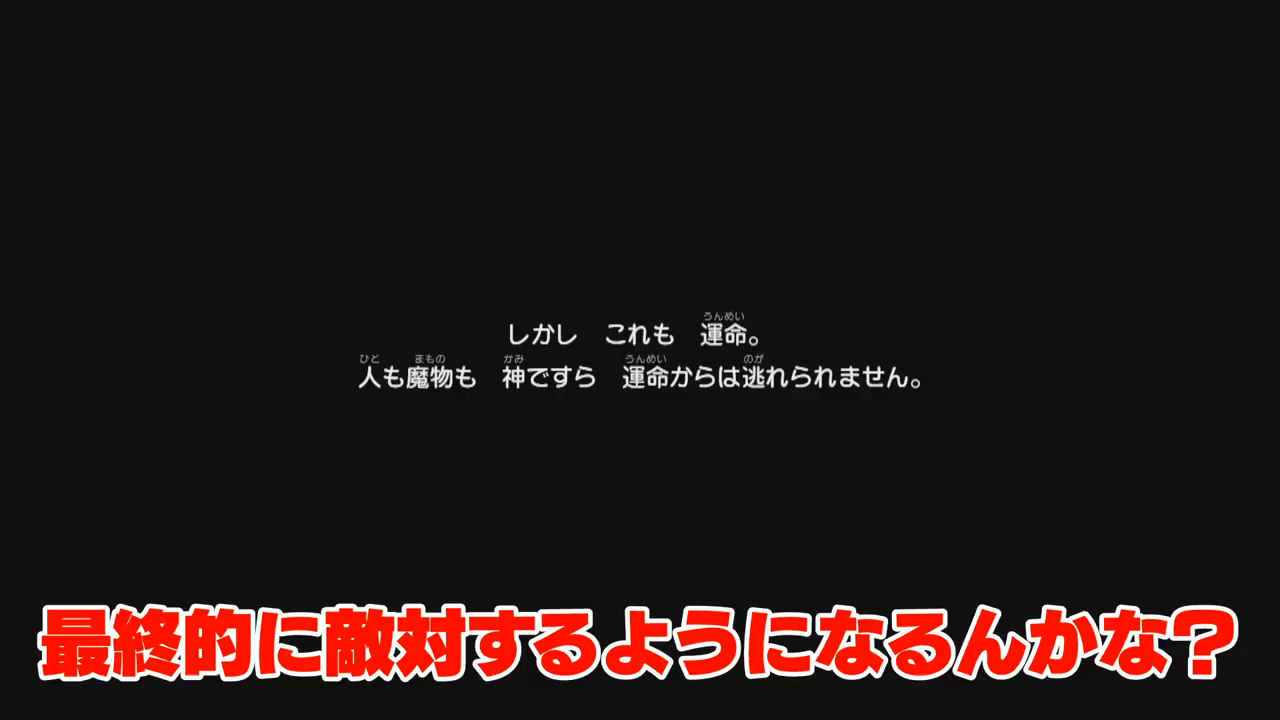 しかし　これも　運命。
人も魔物も　神ですら　運命からは逃れられません。
最終的に敵対するようになるんかな？